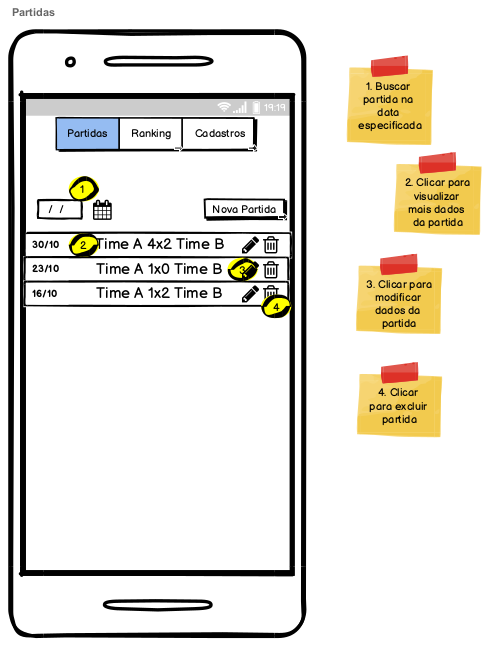 Partidas
19:19
Partidas Ranking Cadastros
1
/ / Nova Partida
30/10 2 Time A 4x2 Time B
23/10 Time A 1x0 Time B 3
16/10 Time A 1x2 Time B
4
1. Buscar
partida na
data
especificada
2. Clicar para
visualizar
mais dados
da partida
3. Clicar para
modificar
dados da
partida
4. Clicar
para excluir
partida